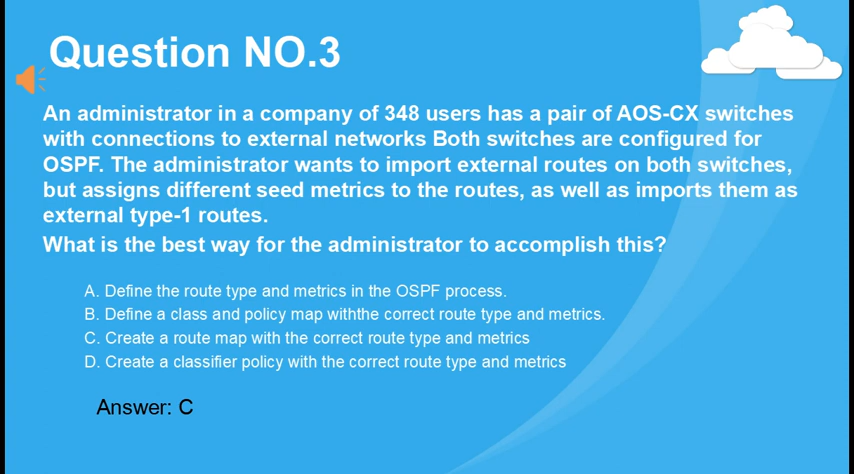 Question NO.3
An administrator in a company of 348 users has a pair of AOS-CX switches
with connections to external networks Both switches are configured for
OSPF. The administrator wants to import external routes on both switches,
but assigns different seed metrics to the routes, as well as imports them as
external type-1 routes.
What is the best way for the administrator to accomplish this?
A. Define the route type and metrics in the OSPF process.
B. Define a class and policy map withthe correct route type and metrics.
C. Create a route map with the correct route type and metrics
D. Create a classifier policy with the correct route type and metrics
Answer: C